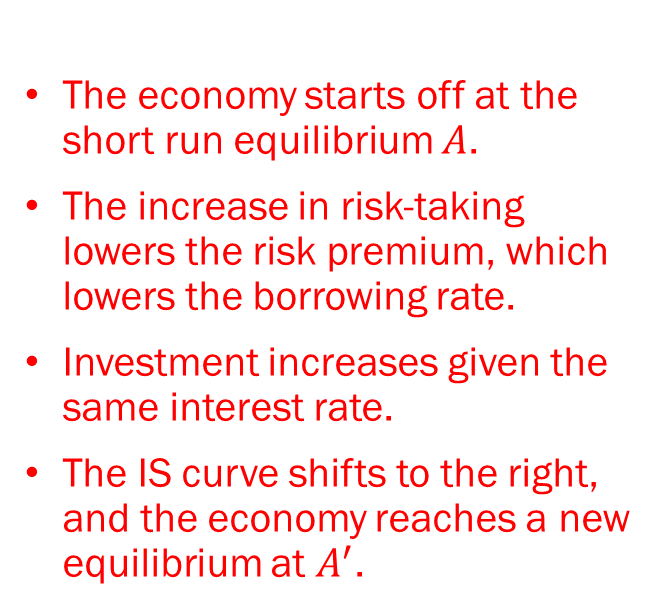 • The economy starts off at the
short run equilibrium A.
• The increase in risk-taking
lowers the risk premium, which
lowers the borrowing rate.
• Investment increases given the
same interest rate.
• The IS curve shifts to the right,
and the economy reaches a new
equilibrium at A′.